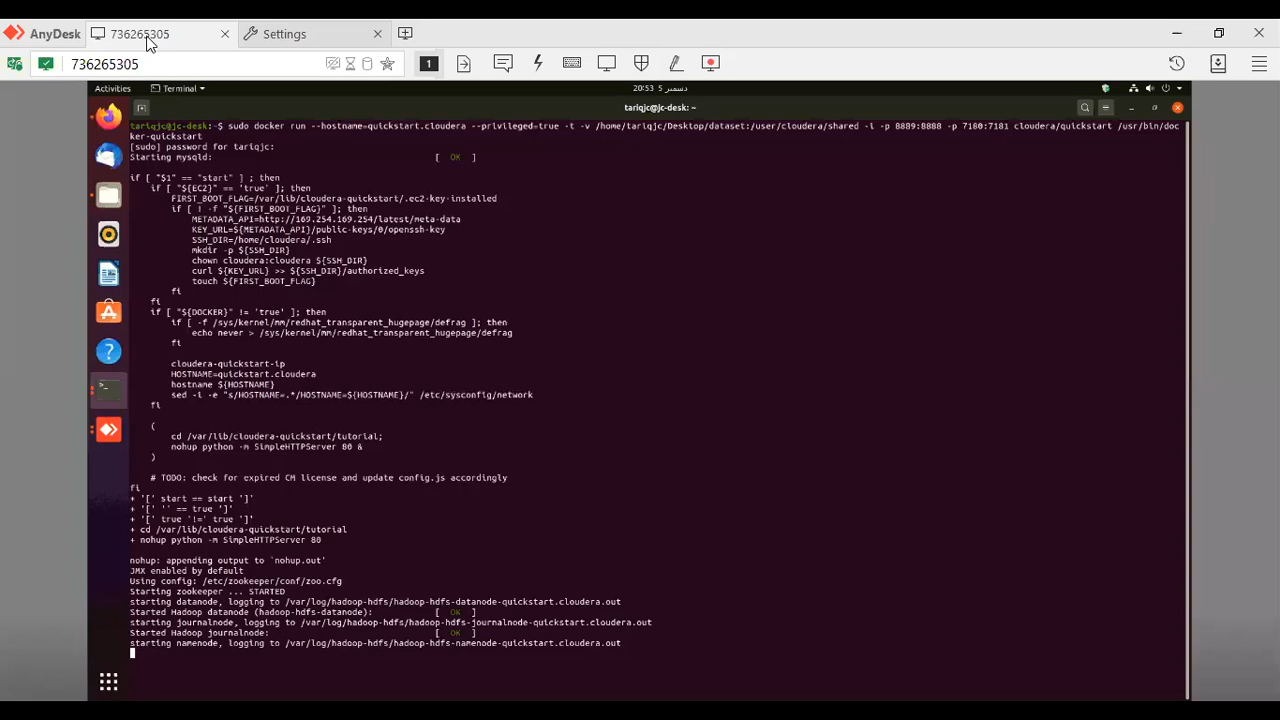 AnyDesk
736265305
Settings
736265305
1
Activities
Terminal
دسمبر 5 20:53
tariqjc@jc-desk: ~
tariqjc@jc-desk:~$ sudo docker run --hostname=quickstart.cloudera --privileged=true -t -v /home/tariqjc/Desktop/dataset:/user/cloudera/shared -i -p 8889:8888 -p 7180:7181 cloudera/quickstart /usr/bin/doc
ker-quickstart
[sudo] password for tariqjc:
Starting mysqld: [ OK ]
if [ "$1" == "start" ] ; then
if [ "${EC2}" == 'true' ]; then
FIRST_BOOT_FLAG=/var/lib/cloudera-quickstart/.ec2-key-installed
if [ ! -f "${FIRST_BOOT_FLAG}" ]; then
METADATA_API=http://169.254.169.254/latest/meta-data
KEY_URL=${METADATA_API}/public-keys/0/openssh-key
SSH_DIR=/home/cloudera/.ssh
mkdir -p ${SSH_DIR}
chown cloudera:cloudera ${SSH_DIR}
curl ${KEY_URL} >> ${SSH_DIR}/authorized_keys
touch ${FIRST_BOOT_FLAG}
fi
fi
if [ "${DOCKER}" != 'true' ]; then
if [ -f /sys/kernel/mm/redhat_transparent_hugepage/defrag ]; then
echo never > /sys/kernel/mm/redhat_transparent_hugepage/defrag
fi
cloudera-quickstart-ip
HOSTNAME=quickstart.cloudera
hostname ${HOSTNAME}
sed -i -e "s/HOSTNAME=.*/HOSTNAME=${HOSTNAME}/" /etc/sysconfig/network
fi
(
cd /var/lib/cloudera-quickstart/tutorial;
nohup python -m SimpleHTTPServer 80 &
)
# TODO: check for expired CM license and update config.js accordingly
fi
+ '[' start == start ']'
+ '[' '' == true ']'
+ '[' true '!=' true ']'
+ cd /var/lib/cloudera-quickstart/tutorial
+ nohup python -m SimpleHTTPServer 80
nohup: appending output to `nohup.out'
JMX enabled by default
Using config: /etc/zookeeper/conf/zoo.cfg
Starting zookeeper ... STARTED
starting datanode, logging to /var/log/hadoop-hdfs/hadoop-hdfs-datanode-quickstart.cloudera.out
Started Hadoop datanode (hadoop-hdfs-datanode): [ OK ]
starting journalnode, logging to /var/log/hadoop-hdfs/hadoop-hdfs-journalnode-quickstart.cloudera.out
Started Hadoop journalnode: [ OK ]
starting namenode, logging to /var/log/hadoop-hdfs/hadoop-hdfs-namenode-quickstart.cloudera.out